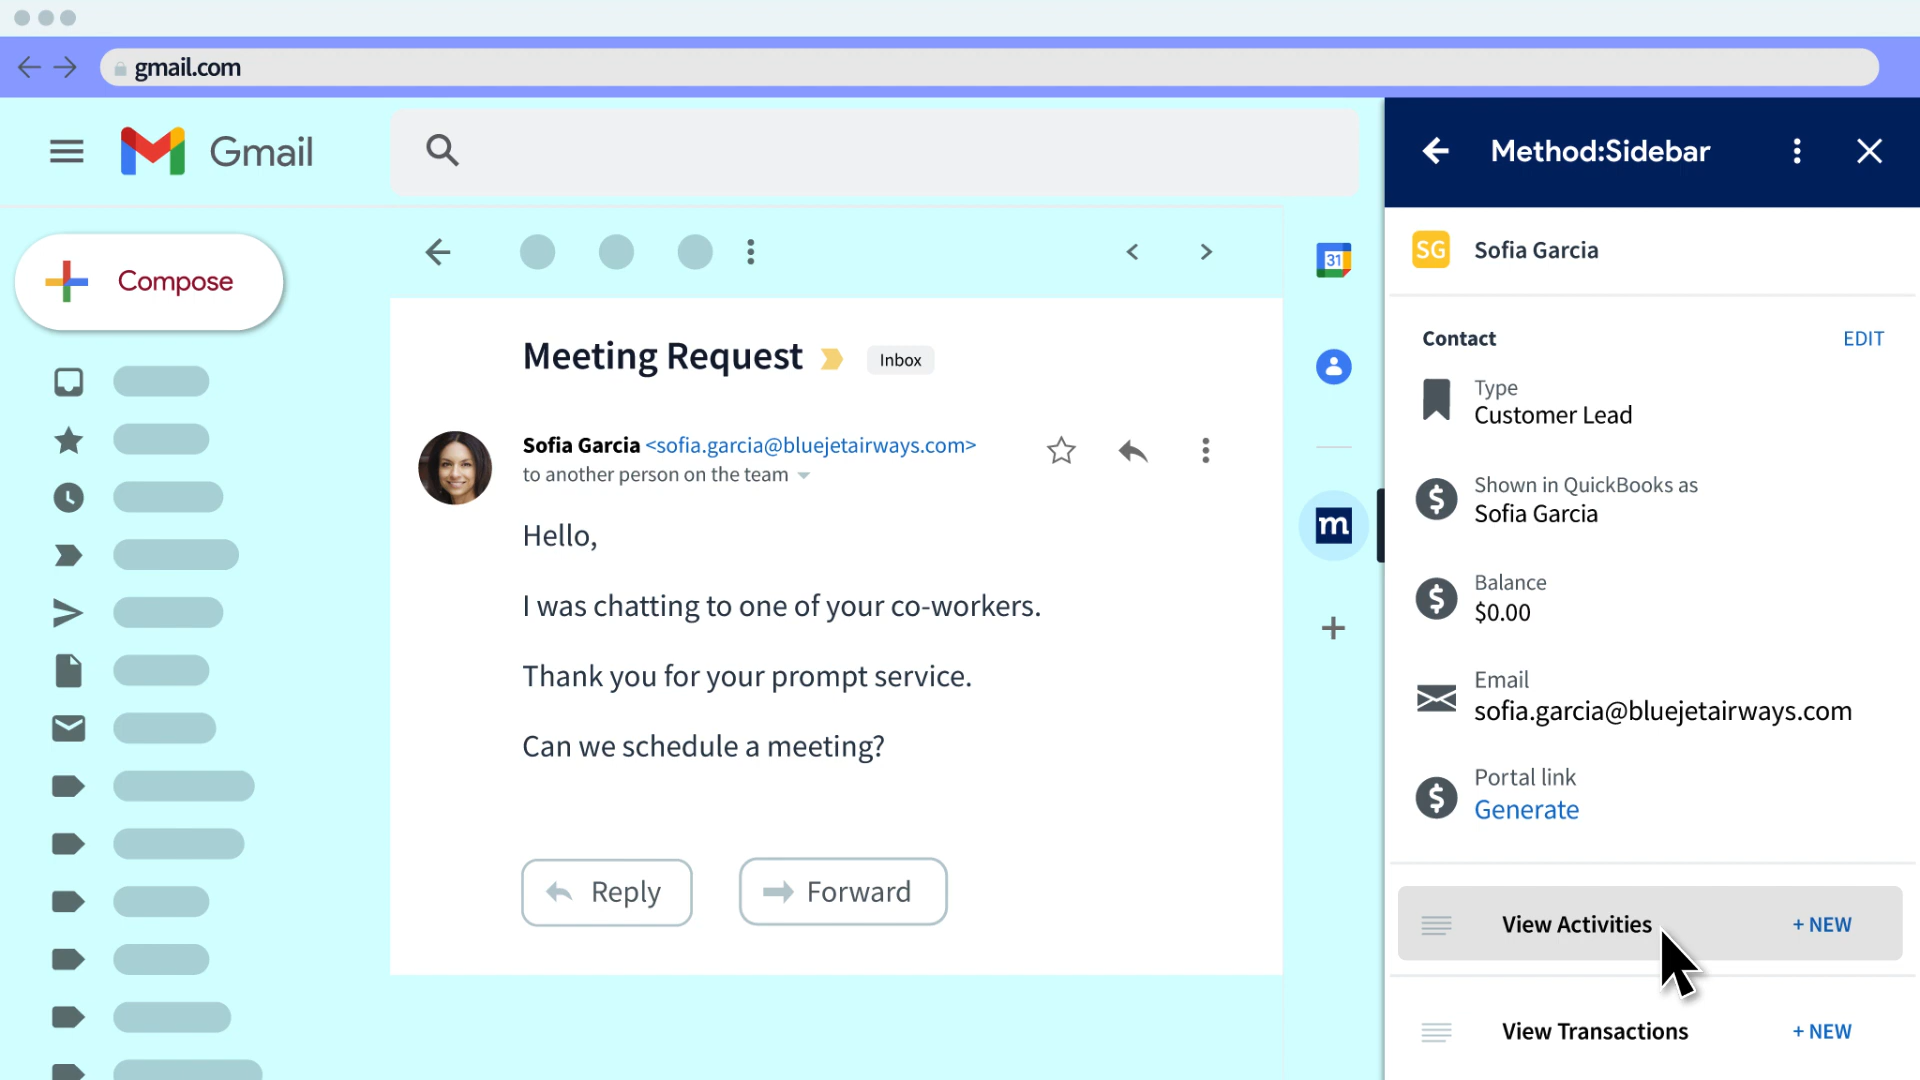 gmail.com
Gmail
Method:Sidebar
Compose
SG Sofia Garcia
31
Meeting Request
Inbox
Contact
EDIT
Type
Customer Lead
Sofia Garcia <sofia.garcia@bluejetairways.com>
to another person on the team
Shown in QuickBooks as
Sofia Garcia
m
Hello,
I was chatting to one of your co-workers.
Thank you for your prompt service.
Can we schedule a meeting?
Balance
$0.00
Email
sofia.garcia@bluejetairways.com
Portal link
Generate
Reply
Forward
View Activities
+ NEW
View Transactions
+ NEW